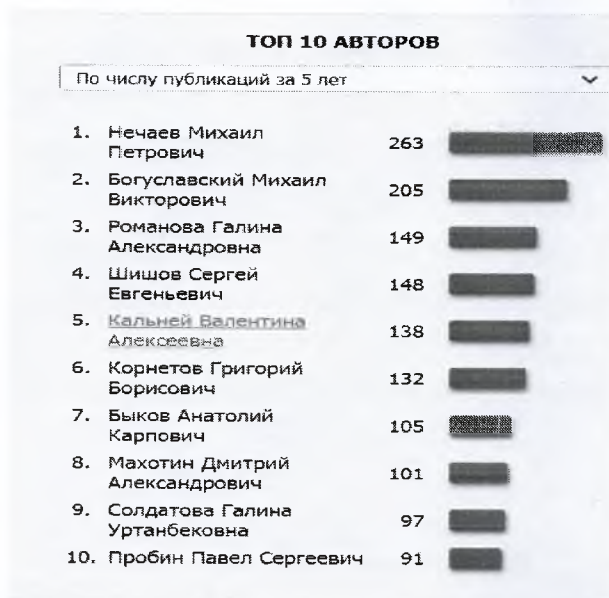 ТОП 10 АВТОРОВ
По числу публикаций за 5 лет
1. Нечаев Михаил
Петрович 263
2. Богуславский Михаил
Викторович 205
3. Романова Галина
Александровна 149
4. Шишов Сергей
Евгеньевич 148
5. Кальней Валентина
Алексеевна 138
6. Корнетов Григорий
Борисович 132
7. Быков Анатолий
Карпович 105
8. Махотин Дмитрий
Александрович 101
9. Солдатова Галина
Уртанбековна 97
10. Пробин Павел Сергеевич 91